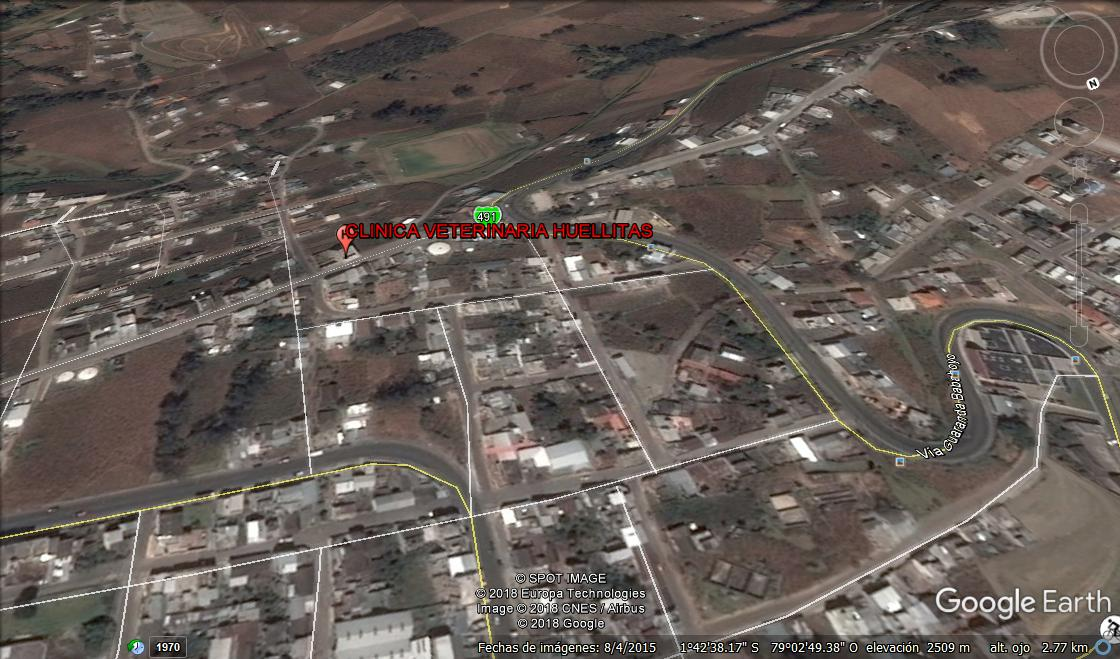 N
491
CLINICA VETERINARIA HUELLITAS
Vía Guaranda Babahoyo
© SPOT IMAGE
© 2018 Europa Technologies
Image © 2018 CNES / Airbus
© 2018 Google
Google Earth
1970
Fechas de imágenes: 8/4/2015 1°42'38.17" S 79°02'49.38" O elevación 2509 m alt. ojo 2.77 km